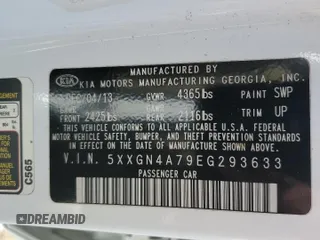 MANUFACTURED BY
KIA KIA MOTORS MANUFACTURING GEORGIA, INC.
04/13 GVWR 4365lbs PAINT SWP
FRONT 2425lbs REAR 2116lbs TRIM UP
THIS VEHICLE CONFORMS TO ALL APPLICABLE FEDERAL
MOTOR VEHICLE SAFETY, BUMPER, AND THEFT
PREVENTION STANDARDS IN EFFECT ON THE DATE OF
MANUFACTURE SHOWN ABOVE.
V.I.N. 5XXGN4A79EG293633
PASSENGER CAR
C565
DREAMBID